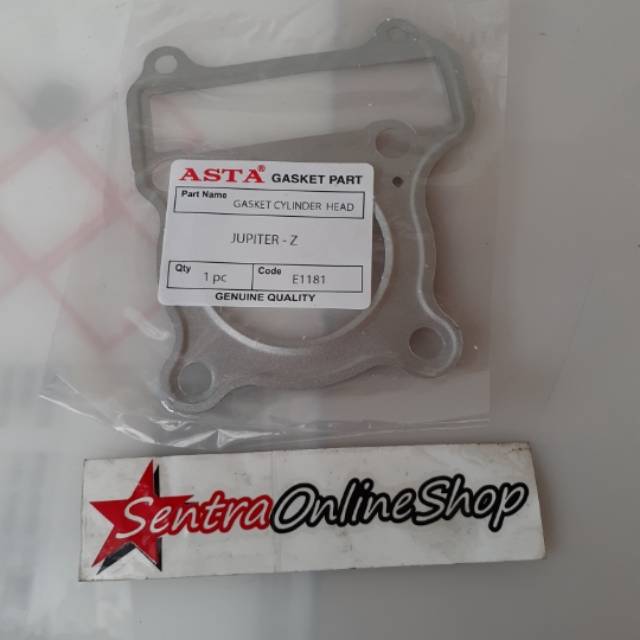 ASTA® GASKET PART
Part Name
GASKET CYLINDER HEAD
JUPITER - Z
Qty
1 pc
Code
E1181
GENUINE QUALITY
SentraOnlineShop